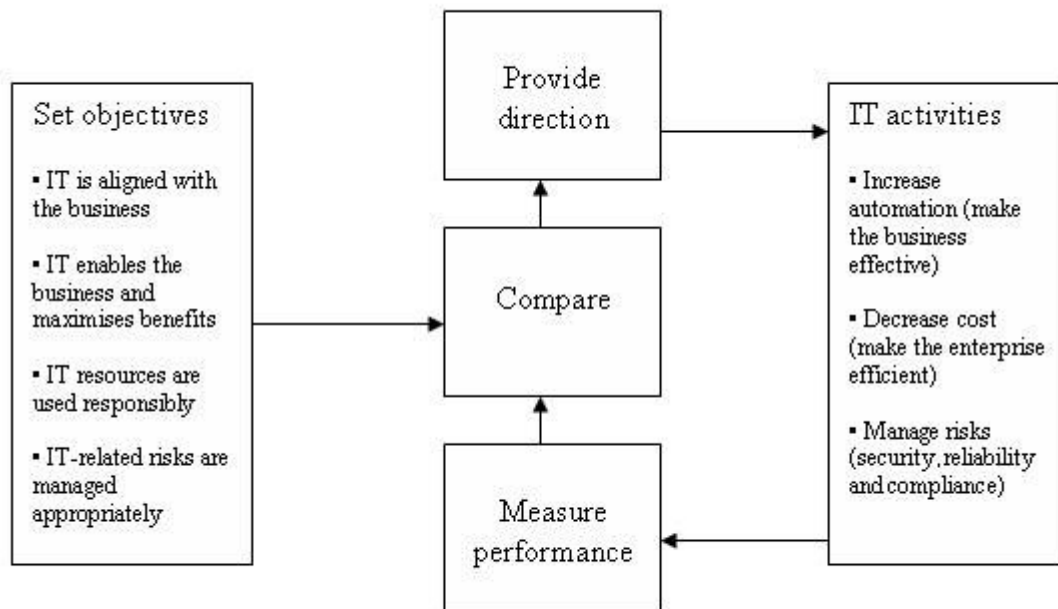 Set objectives
▪ IT is aligned with
the business
▪ IT enables the
business and
maximises benefits
▪ IT resources are
used responsibly
▪ IT-related risks are
managed
appropriately
Provide
direction
Compare
Measure
performance
IT activities
▪ Increase
automation (make
the business
effective)
▪ Decrease cost
(make the enterprise
efficient)
▪ Manage risks
(security, reliability
and compliance)